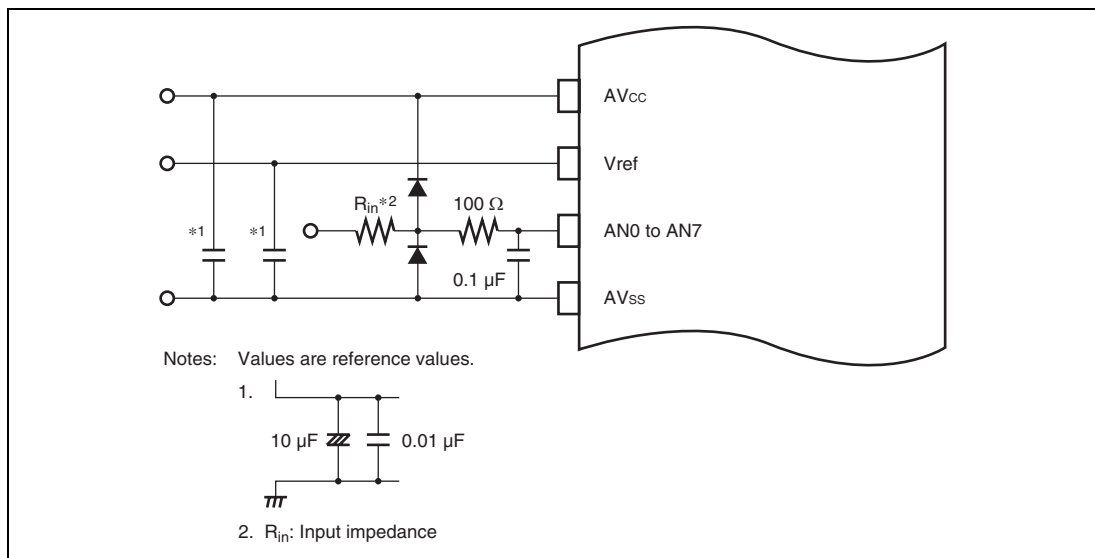 AVcc
Vref
Rin*2
100 Ω
*1
*1
AN0 to AN7
0.1 µF
AVss
Notes: Values are reference values.
1.
10 µF
0.01 µF
2. Rin: Input impedance